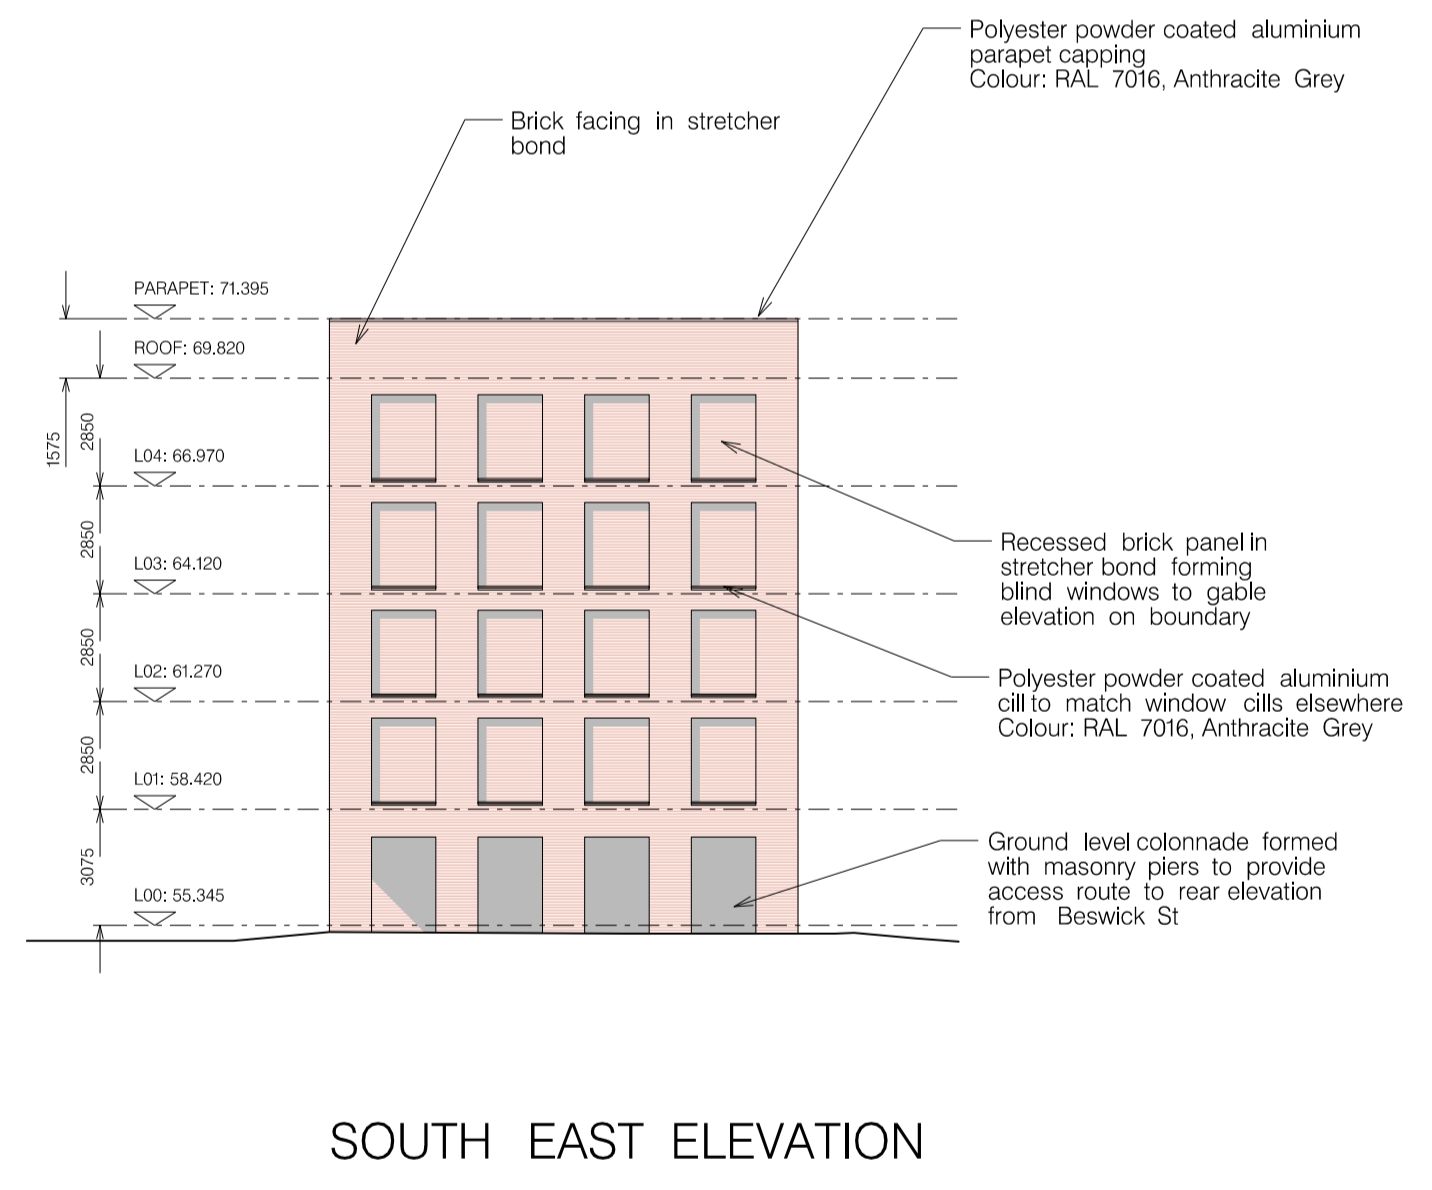 Polyester powder coated aluminium
parapet capping
Colour: RAL 7016, Anthracite Grey
Brick facing in stretcher
bond
PARAPET: 71.395
ROOF: 69.820
1575
2850
L04: 66.970
2850
L03: 64.120
2850
L02: 61.270
2850
L01: 58.420
3075
L00: 55.345
Recessed brick panel in
stretcher bond forming
blind windows to gable
elevation on boundary
Polyester powder coated aluminium
cill to match window cills elsewhere
Colour: RAL 7016, Anthracite Grey
Ground level colonnade formed
with masonry piers to provide
access route to rear elevation
from Beswick St
SOUTH EAST ELEVATION